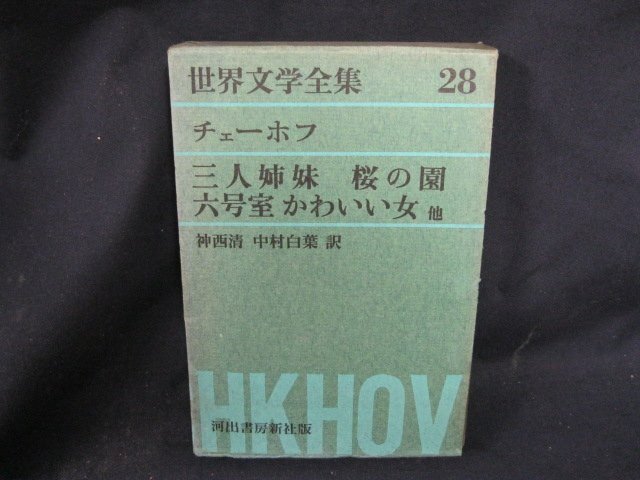 世界文学全集 28
チェーホフ
三人姉妹 桜の園
六号室 かわいい女 他
神西清 中村白葉 訳
HKHOV
河出書房新社版